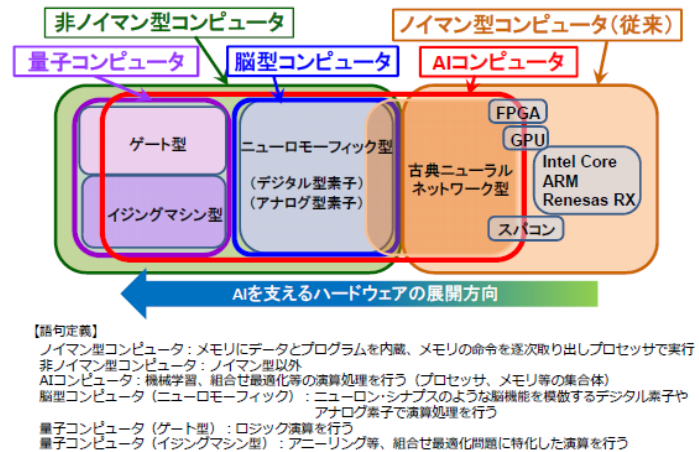 非ノイマン型コンピュータ
ノイマン型コンピュータ(従来)
量子コンピュータ
脳型コンピュータ
AIコンピュータ
ゲート型
イジングマシン型
ニューロモーフィック型
（デジタル型素子）
（アナログ型素子）
古典ニューラル
ネットワーク型
FPGA
GPU
Intel Core
ARM
Renesas RX
スパコン
AIを支えるハードウェアの展開方向
【語句定義】
ノイマン型コンピュータ：メモリにデータとプログラムを内蔵、メモリの命令を逐次取り出しプロセッサで実行
非ノイマン型コンピュータ：ノイマン型以外
AIコンピュータ：機械学習、組合せ最適化等の演算処理を行う（プロセッサ、メモリ等の集合体）
脳型コンピュータ（ニューロモーフィック）：ニューロン・シナプスのような脳機能を模倣するデジタル素子や
アナログ素子で演算処理を行う
量子コンピュータ（ゲート型）：ロジック演算を行う
量子コンピュータ（イジングマシン型）：アニーリング等、組合せ最適化問題に特化した演算を行う